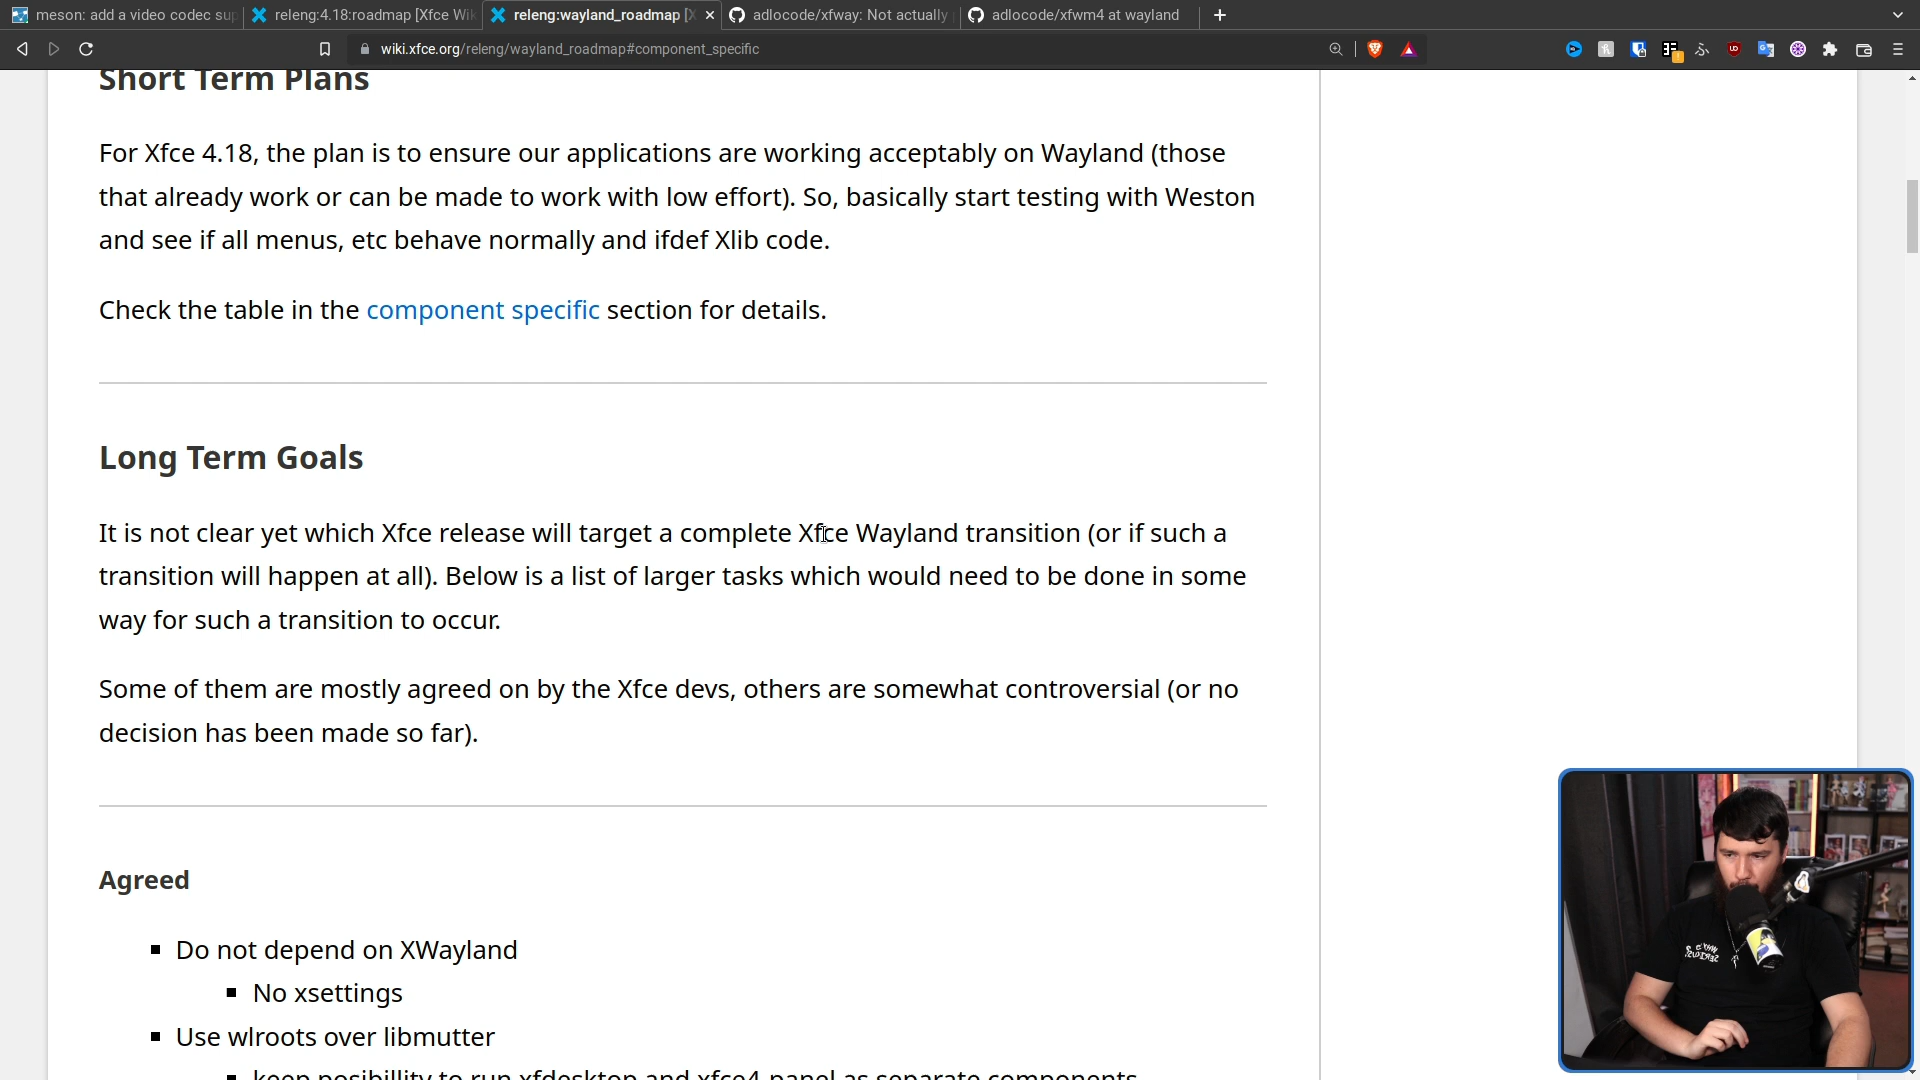 meson: add a video codec sup
releng:4.18:roadmap [Xfce Wik
releng:wayland_roadmap [X
adlocode/xfway: Not actually
adlocode/xfwm4 at wayland
wiki.xfce.org/releng/wayland_roadmap#component_specific
Short Term Plans
For Xfce 4.18, the plan is to ensure our applications are working acceptably on Wayland (those
that already work or can be made to work with low effort). So, basically start testing with Weston
and see if all menus, etc behave normally and ifdef Xlib code.
Check the table in the component specific section for details.
Long Term Goals
It is not clear yet which Xfce release will target a complete Xfce Wayland transition (or if such a
transition will happen at all). Below is a list of larger tasks which would need to be done in some
way for such a transition to occur.
Some of them are mostly agreed on by the Xfce devs, others are somewhat controversial (or no
decision has been made so far).
Agreed
Do not depend on XWayland
No xsettings
Use wlroots over libmutter
keep posibillity to run xfdesktop and xfce4-panel as separate components